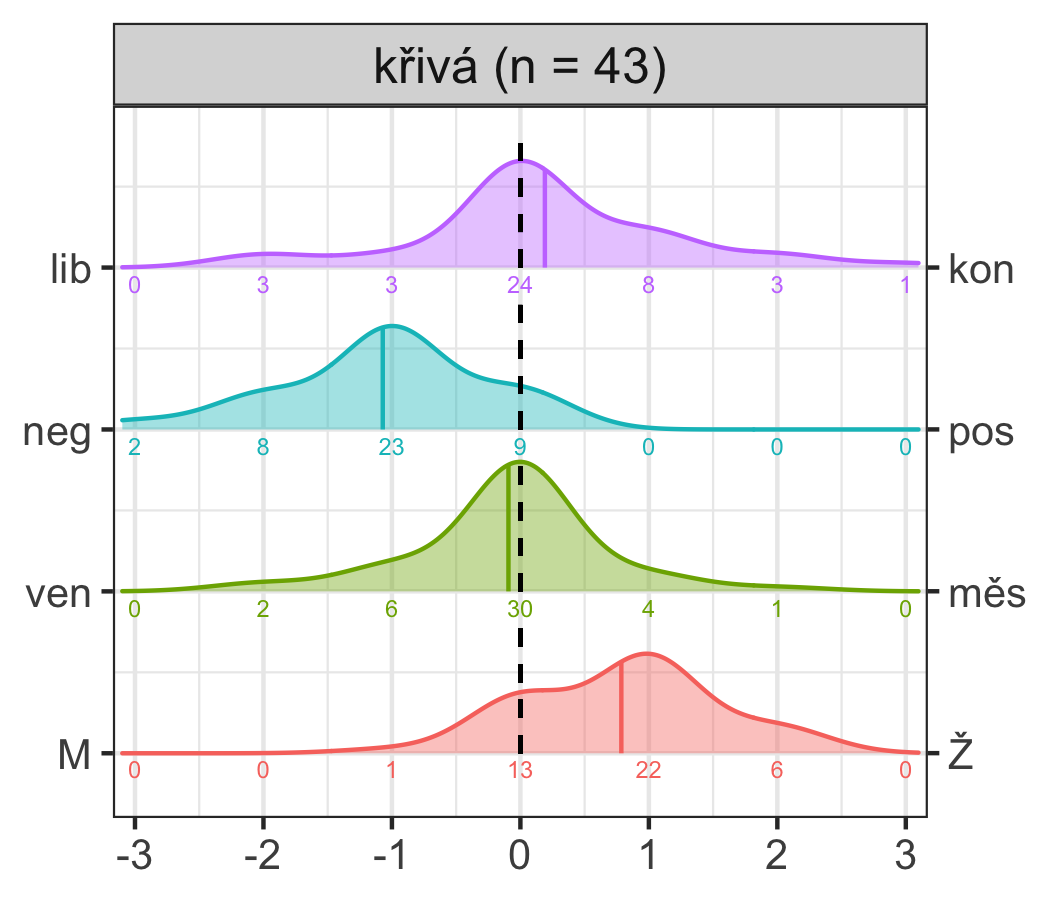 křivá (n = 43)
lib kon
0 3 3 24 8 3 1
neg pos
2 8 23 9 0 0 0
ven měs
0 2 6 30 4 1 0
M Ž
0 0 1 13 22 6 0
-3 -2 -1 0 1 2 3